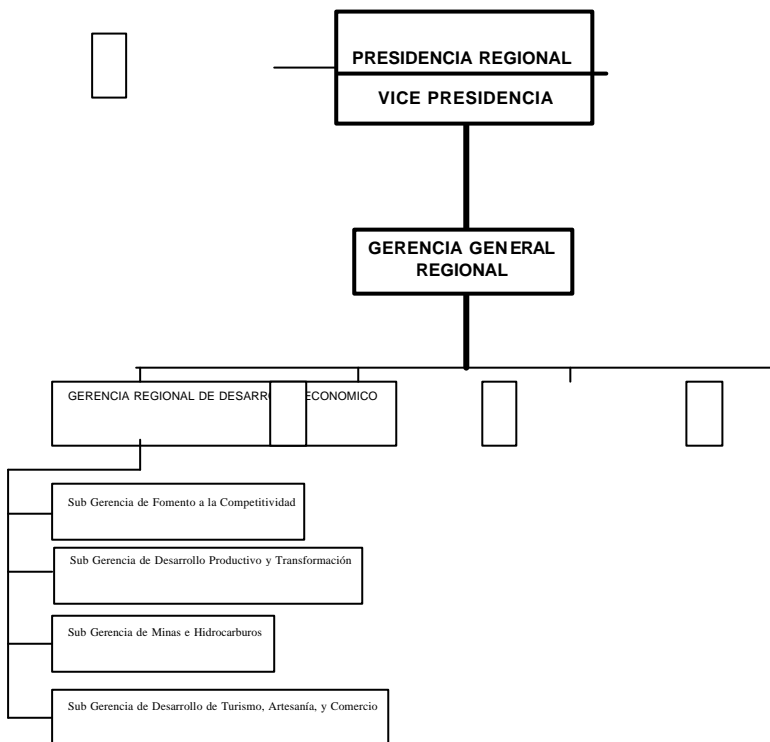 PRESIDENCIA REGIONAL
VICE PRESIDENCIA
GERENCIA GENERAL
REGIONAL
GERENCIA REGIONAL DE ECONOMICO
Sub Gerencia de Fomento a la Competitividad
Sub Gerencia de Desarrollo Productivo y Transformación
Sub Gerencia de Minas e Hidrocarburos
Sub Gerencia de Desarrollo de Turismo, Artesanía, y Comercio